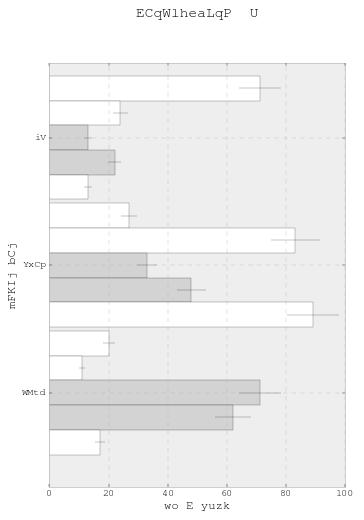 ECqWlheaLqP  U
iv
YxCp
WMtd
mFKIj bCj
0 20 40 60 80 100
wo E yuzk